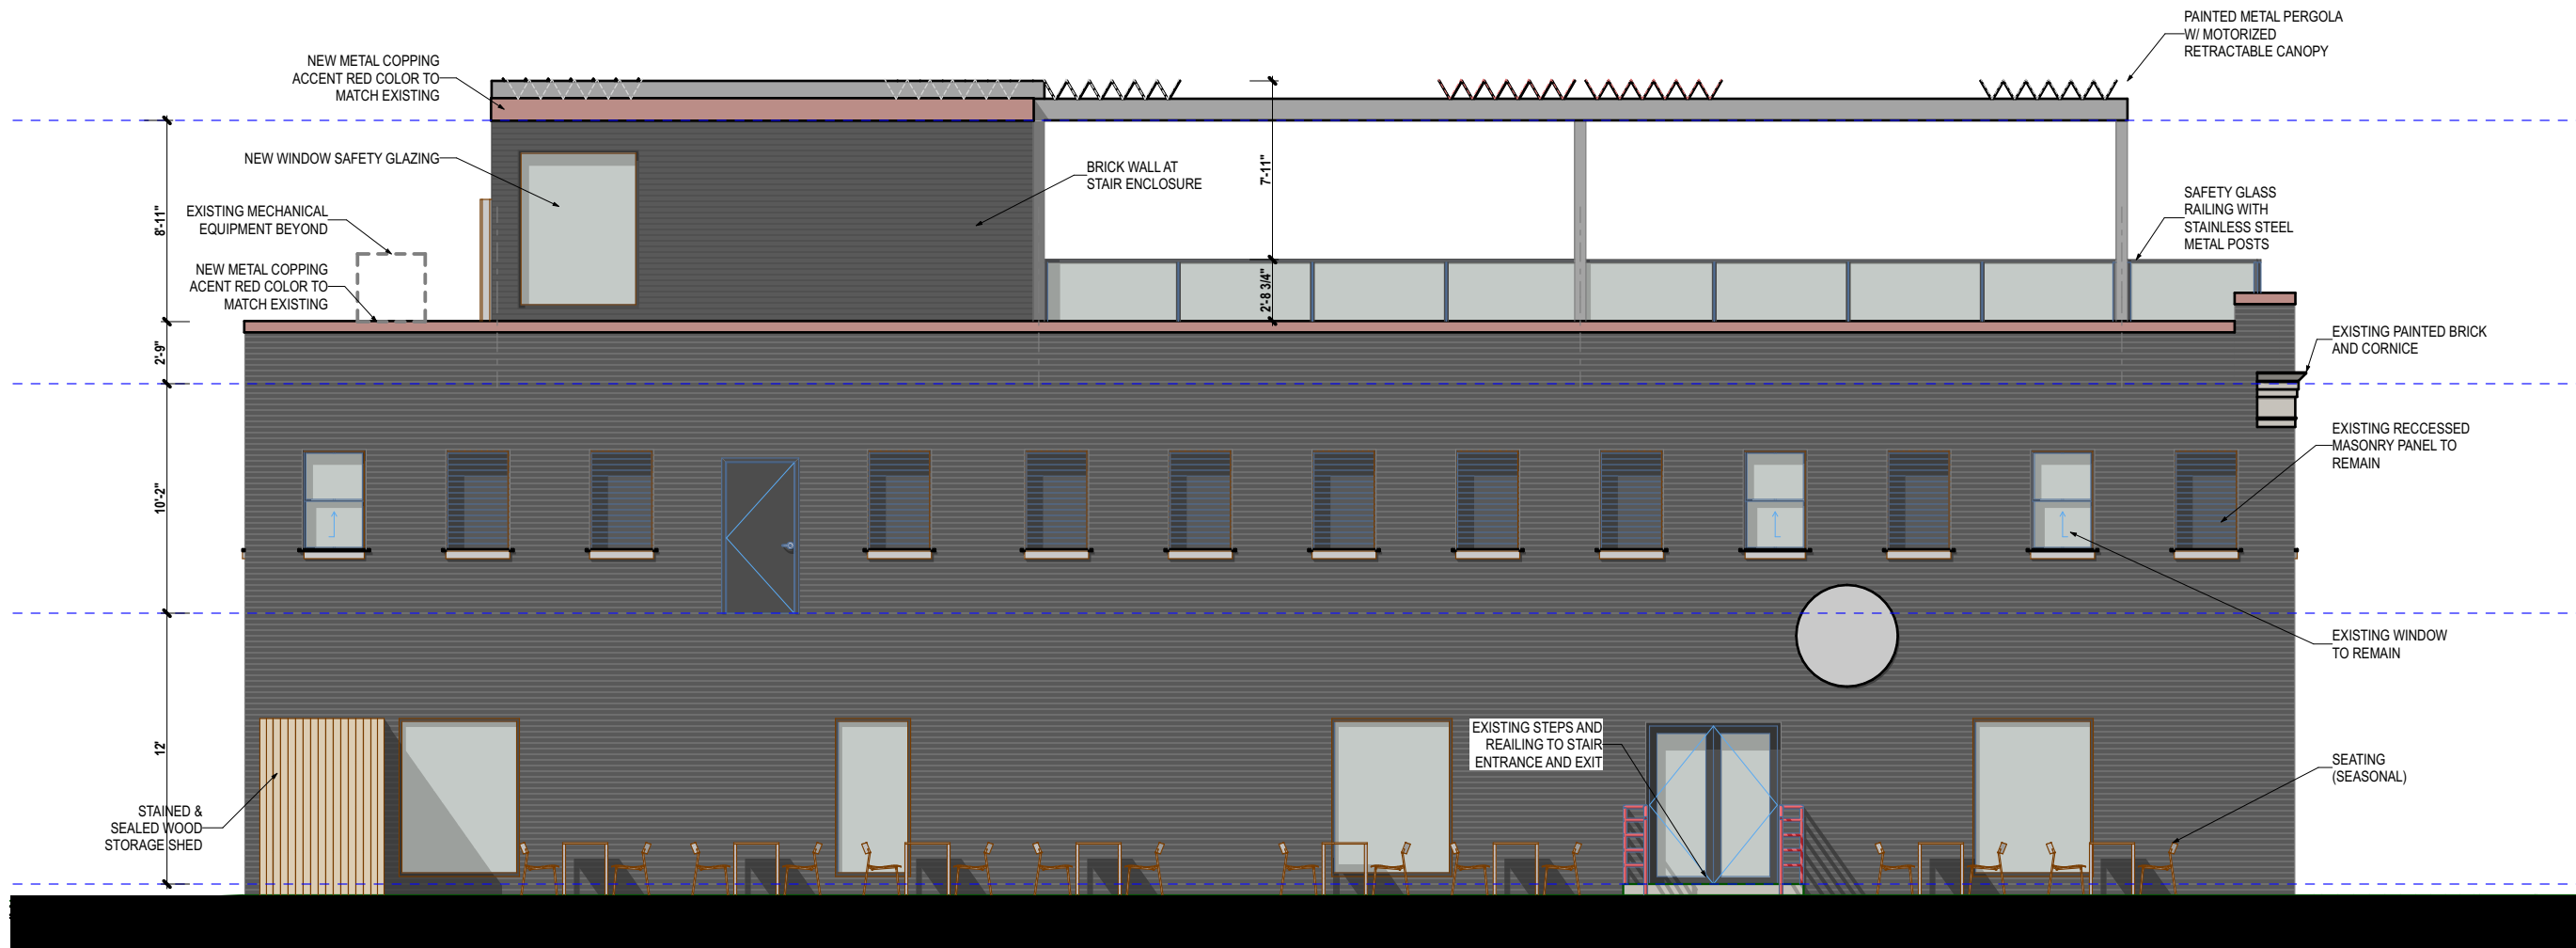 PAINTED METAL PERGOLA
W/ MOTORIZED
RETRACTABLE CANOPY
NEW METAL COPPING
ACCENT RED COLOR TO
MATCH EXISTING
NEW WINDOW SAFETY GLAZING
BRICK WALL AT
STAIR ENCLOSURE
7'-11"
SAFETY GLASS
RAILING WITH
STAINLESS STEEL
METAL POSTS
8'-11"
EXISTING MECHANICAL
EQUIPMENT BEYOND
NEW METAL COPPING
ACENT RED COLOR TO
MATCH EXISTING
2'-8 3/4"
2'-9"
EXISTING PAINTED BRICK
AND CORNICE
EXISTING RECCESSED
MASONRY PANEL TO
REMAIN
10'-2"
EXISTING WINDOW
TO REMAIN
EXISTING STEPS AND
REAILING TO STAIR
ENTRANCE AND EXIT
12'
SEATING
(SEASONAL)
STAINED &
SEALED WOOD
STORAGE SHED